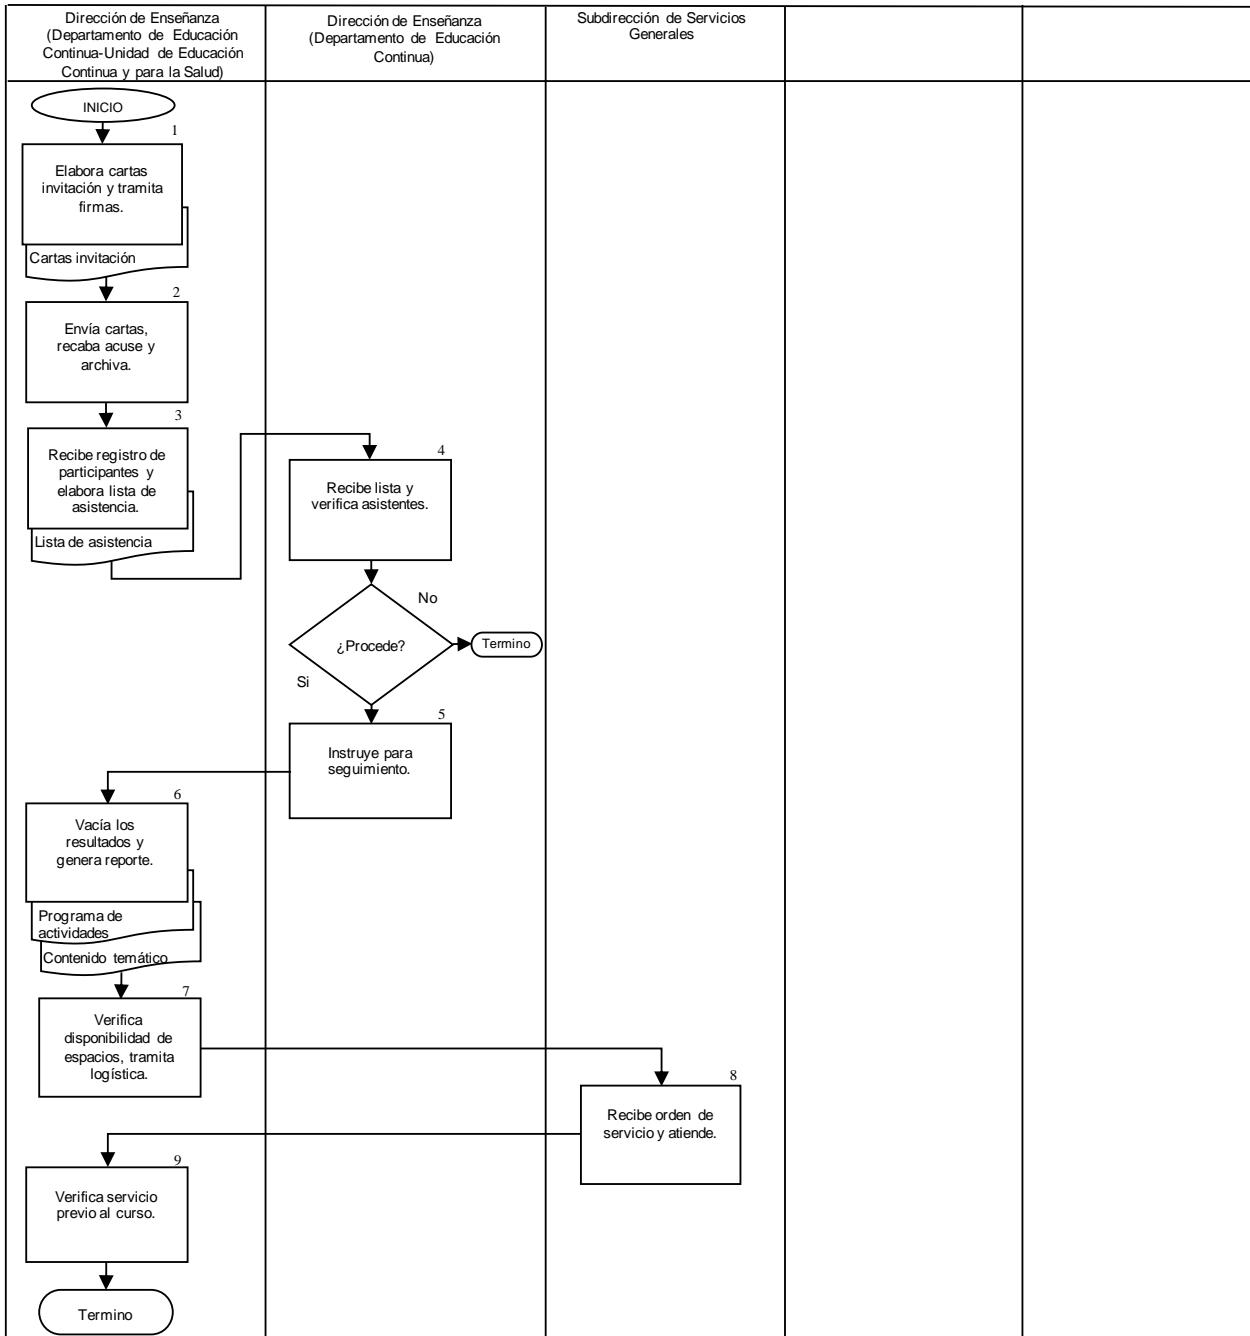 Dirección de Enseñanza
(Departamento de Educación
Continua-Unidad de Educación
Continua y para la Salud)
Dirección de Enseñanza
(Departamento de Educación
Continua)
Subdirección de Servicios
Generales
INICIO
1
Elabora cartas
invitación y tramita
firmas.
Cartas invitación
2
Envía cartas,
recaba acuse y
archiva.
3
Recibe registro de
participantes y
elabora lista de
asistencia.
Lista de asistencia
4
Recibe lista y
verifica asistentes.
No
¿Procede?
Termino
Si
5
Instruye para
seguimiento.
6
Vacía los
resultados y
genera reporte.
Programa de
actividades
Contenido temático
7
Verifica
disponibilidad de
espacios, tramita
logística.
8
Recibe orden de
servicio y atiende.
9
Verifica servicio
previo al curso.
Termino